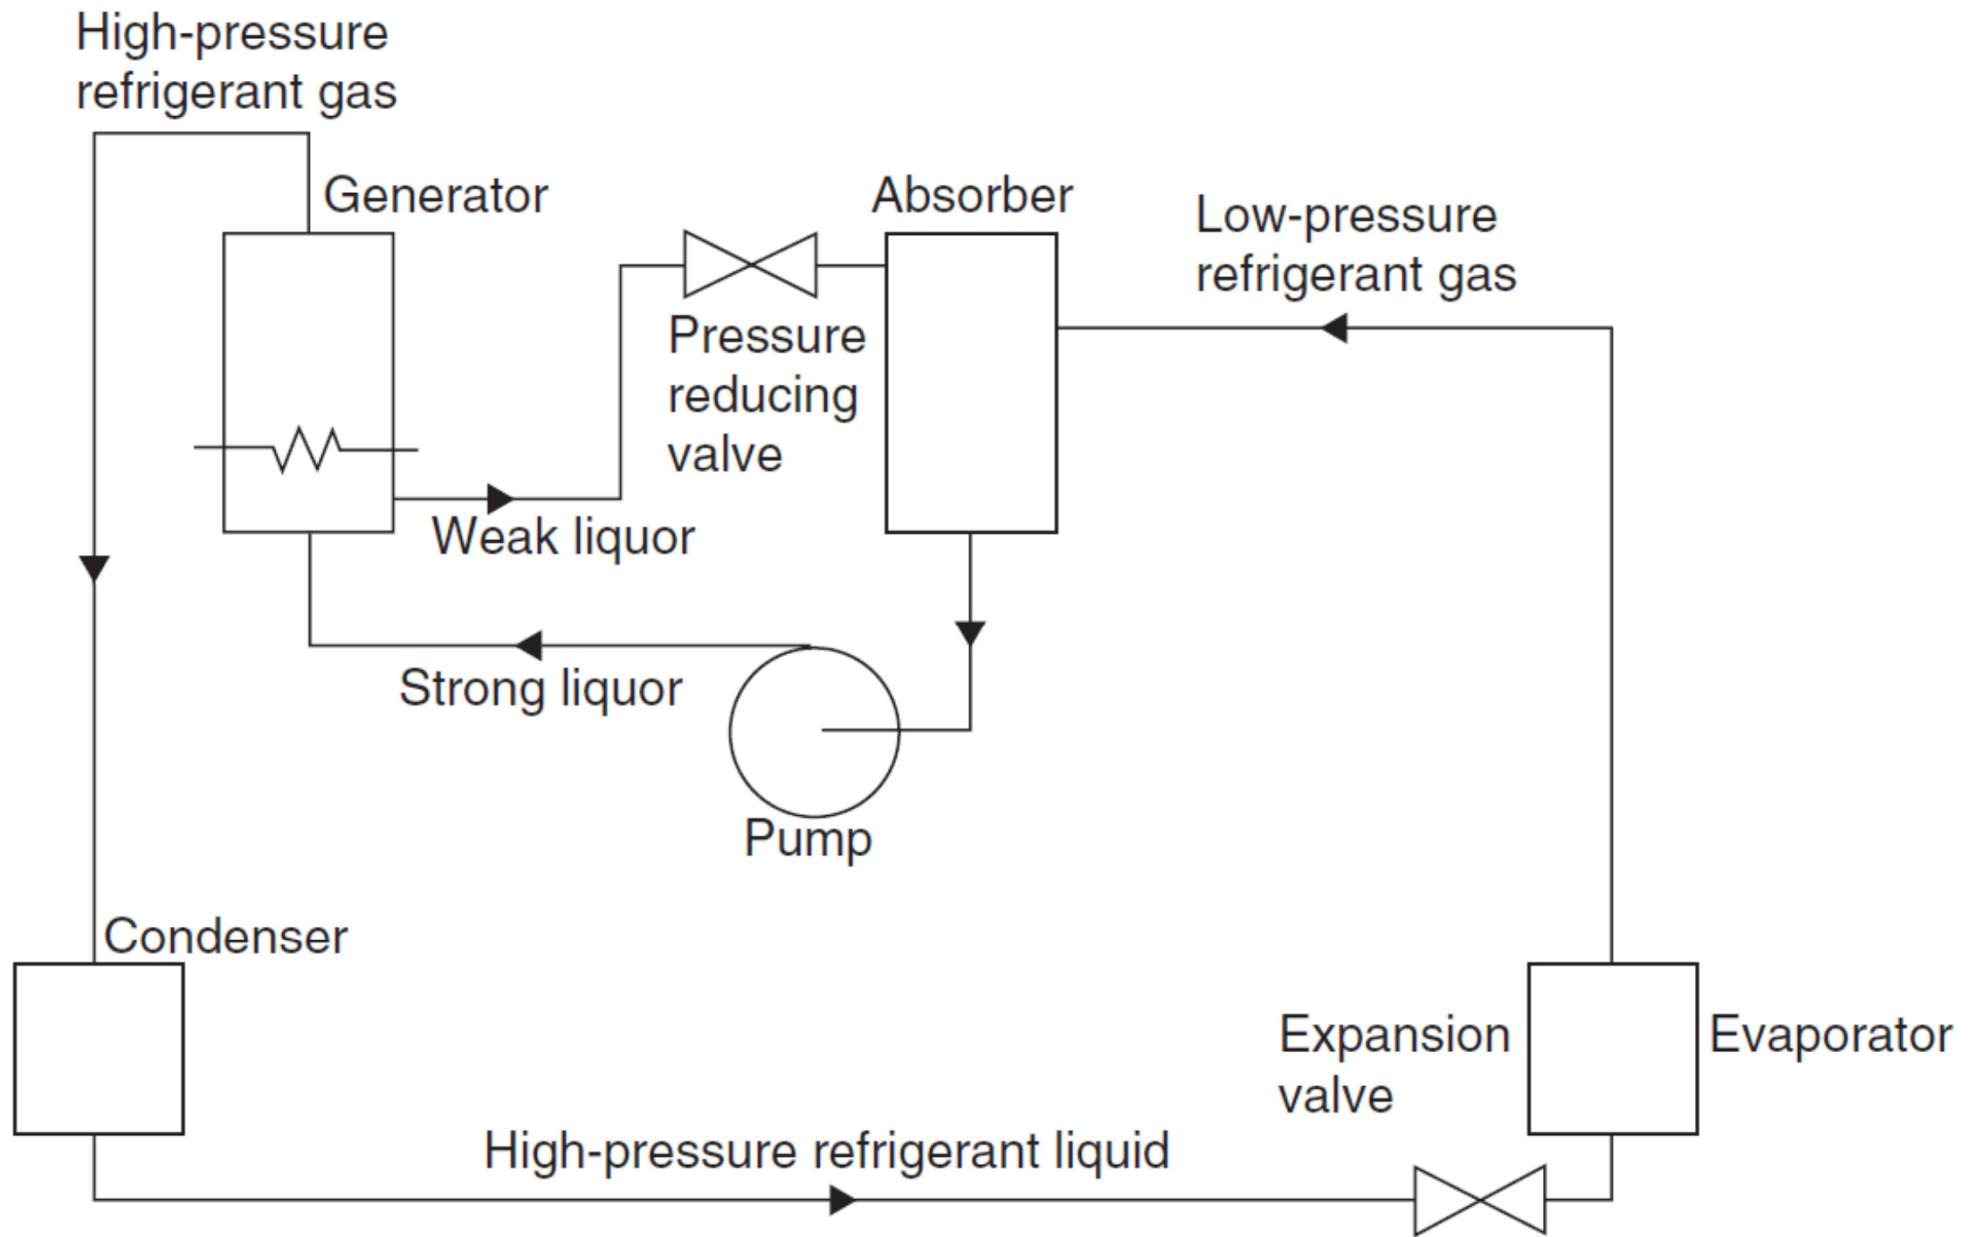 High-pressure
refrigerant gas
Generator
Absorber
Low-pressure
refrigerant gas
Pressure
reducing
valve
Weak liquor
Strong liquor
Pump
Condenser
Expansion
valve
Evaporator
High-pressure refrigerant liquid